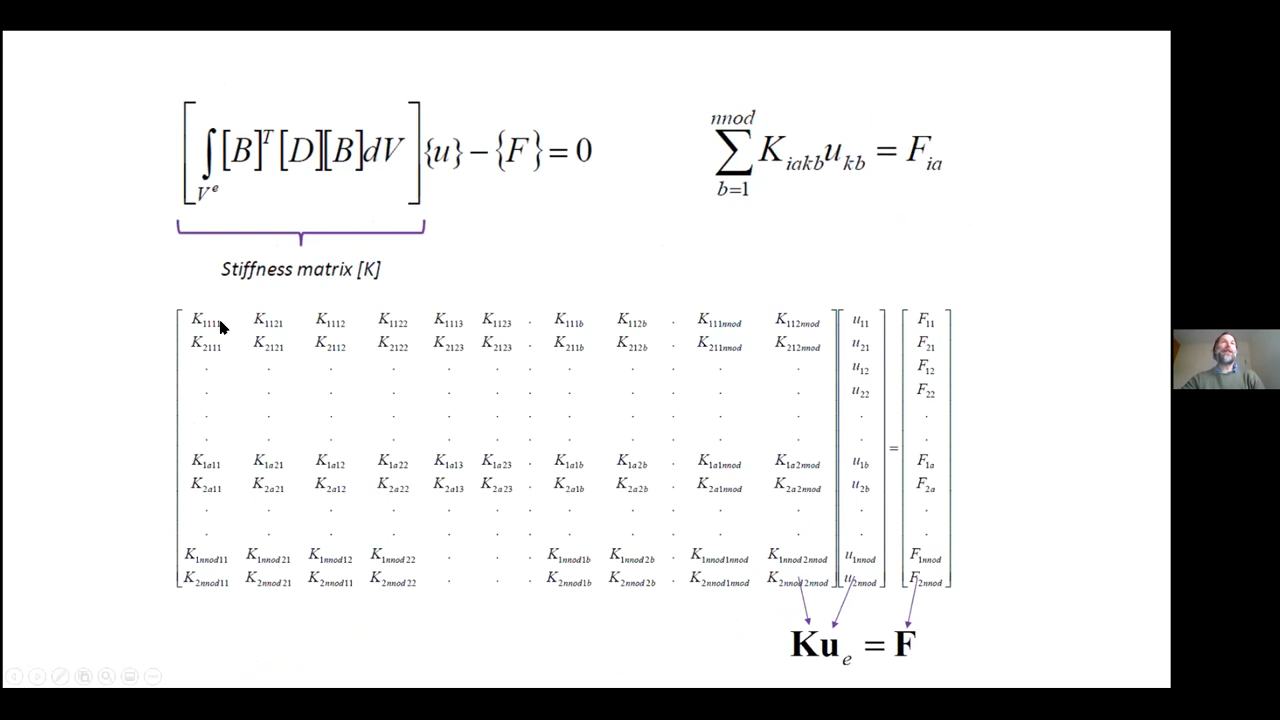 [∫_{V^e} [B]^T [D][B] dV] {u} − {F} = 0
∑_{b=1}^{nnod} K_{iakb} u_{kb} = F_{ia}
Stiffness matrix [K]
K_{1111} K_{1121} K_{1112} K_{1122} K_{1113} K_{1123} . K_{111b} K_{112b} . K_{111nnod} K_{112nnod} u_{11} F_{11}
K_{2111} K_{2121} K_{2112} K_{2122} K_{2123} K_{2123} . K_{211b} K_{212b} . K_{211nnod} K_{212nnod} u_{21} F_{21}
. . . . . . . . . . . . u_{12} F_{12}
. . . . . . . . . . . . u_{22} F_{22}
. . . . . . . . . . . . . .
. . . . . . . . . . . . . = .
K_{1a11} K_{1a21} K_{1a12} K_{1a22} K_{1a13} K_{1a23} . K_{1a1b} K_{1a2b} . K_{1a1nnod} K_{1a2nnod} u_{1b} F_{1a}
K_{2a11} K_{2a21} K_{2a12} K_{2a22} K_{2a13} K_{2a23} . K_{2a1b} K_{2a2b} . K_{2a1nnod} K_{2a2nnod} u_{2b} F_{2a}
. . . . . . . . . . . . . .
. . . . . . . . . . . . . .
K_{1nnod11} K_{1nnod21} K_{1nnod12} K_{1nnod22} . . . K_{1nnod1b} K_{1nnod2b} . K_{1nnod1nnod} K_{1nnod2nnod} u_{1nnod} F_{1nnod}
K_{2nnod11} K_{2nnod21} K_{2nnod11} K_{2nnod22} . . . K_{2nnod1b} K_{2nnod2b} . K_{2nnod1nnod} K_{2nnod2nnod} u_{2nnod} F_{2nnod}
Ku_e = F